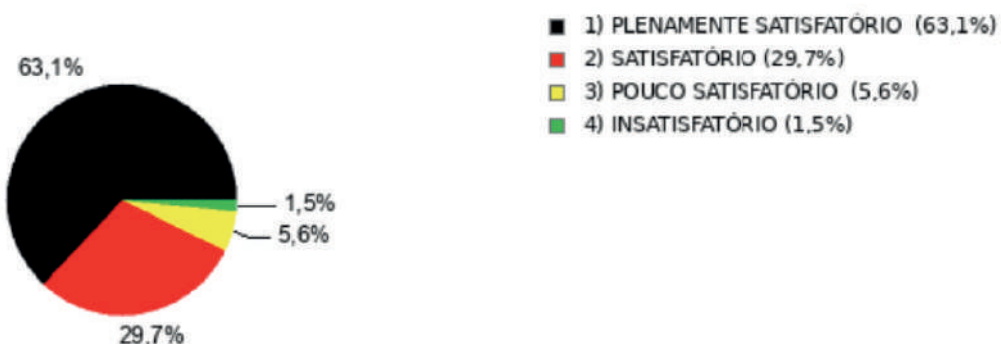 1) PLENAMENTE SATISFATÓRIO (63,1%)
2) SATISFATÓRIO (29,7%)
3) POUCO SATISFATÓRIO (5,6%)
4) INSATISFATÓRIO (1,5%)
63,1%
1,5%
5,6%
29,7%